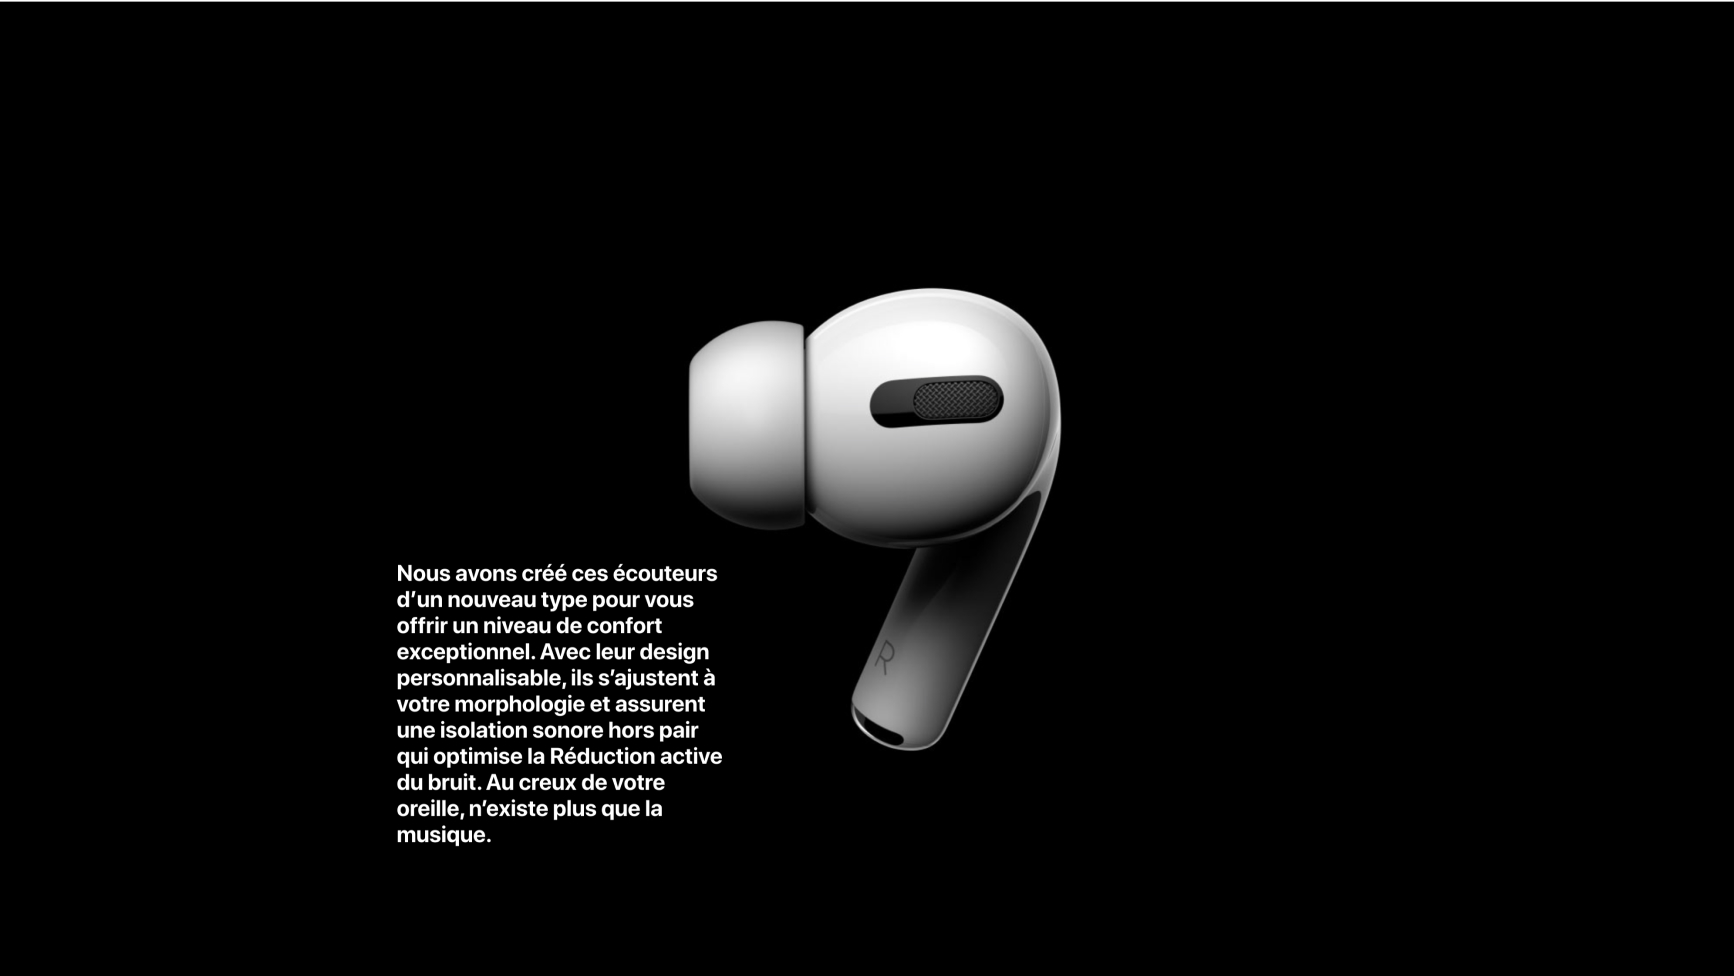 Nous avons créé ces écouteurs
d’un nouveau type pour vous
offrir un niveau de confort
exceptionnel. Avec leur design
personnalisable, ils s’ajustent à
votre morphologie et assurent
une isolation sonore hors pair
qui optimise la Réduction active
du bruit. Au creux de votre
oreille, n’existe plus que la
musique.
R